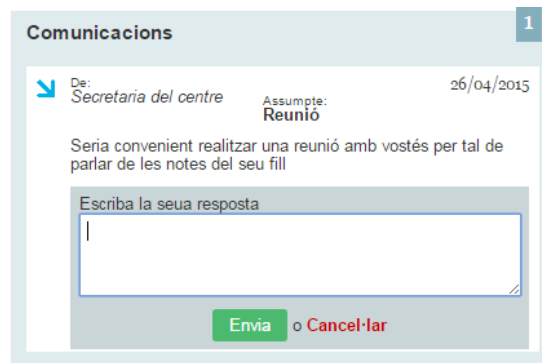 Comunicacions
1
De:
Secretaria del centre
Assumpte:
Reunió
26/04/2015
Seria convenient realitzar una reunió amb vostés per tal de
parlar de les notes del seu fill
Escriba la seua resposta
Envia o Cancel·lar